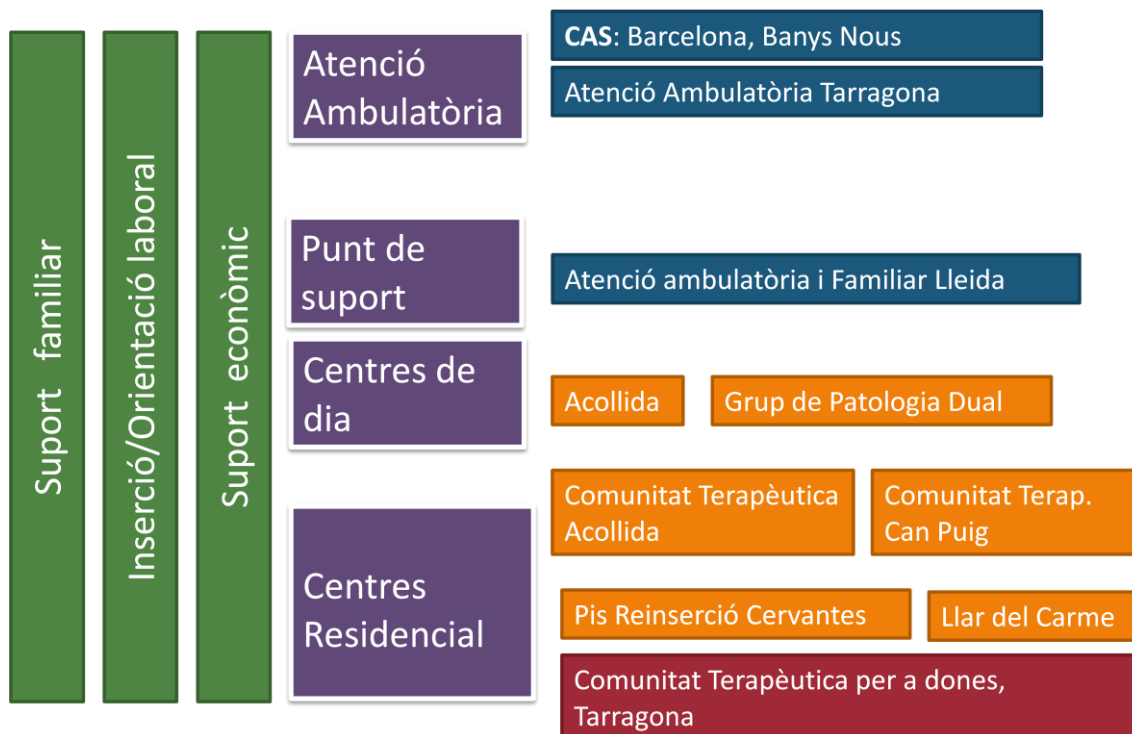 Suport familiar
Inserció/Orientació laboral
Suport econòmic
Atenció
Ambulatòria
CAS: Barcelona, Banys Nous
Atenció Ambulatòria Tarragona
Punt de
suport
Atenció ambulatòria i Familiar Lleida
Centres de
dia
Acollida
Grup de Patologia Dual
Centres
Residencial
Comunitat Terapèutica
Acollida
Comunitat Terap.
Can Puig
Pis Reinserció Cervantes
Llar del Carme
Comunitat Terapèutica per a dones,
Tarragona